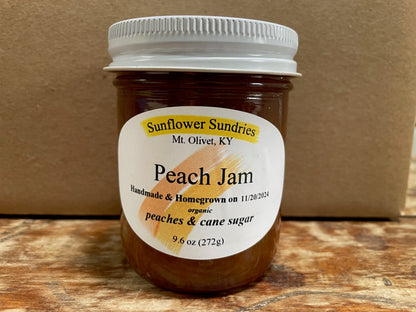 Sunflower Sundries
Mt. Olivet, KY
Peach Jam
Handmade & Homegrown on 11/20/2024
organic
peaches & cane sugar
9.6 oz (272g)